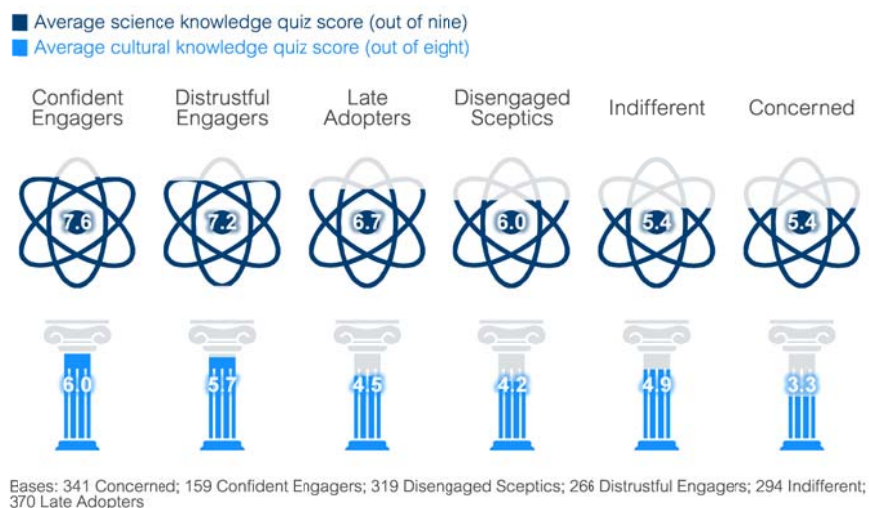 Average science knowledge quiz score (out of nine)
Average cultural knowledge quiz score (out of eight)
Confident Engagers
Distrustful Engagers
Late Adopters
Disengaged Sceptics
Indifferent
Concerned
7.6 7.2 6.7 6.0 5.4 5.4
6.0 5.7 4.5 4.2 4.9 3.3
Bases: 341 Concerned; 159 Confident Engagers; 319 Disengaged Sceptics; 266 Distrustful Engagers; 294 Indifferent;
370 Late Adopters